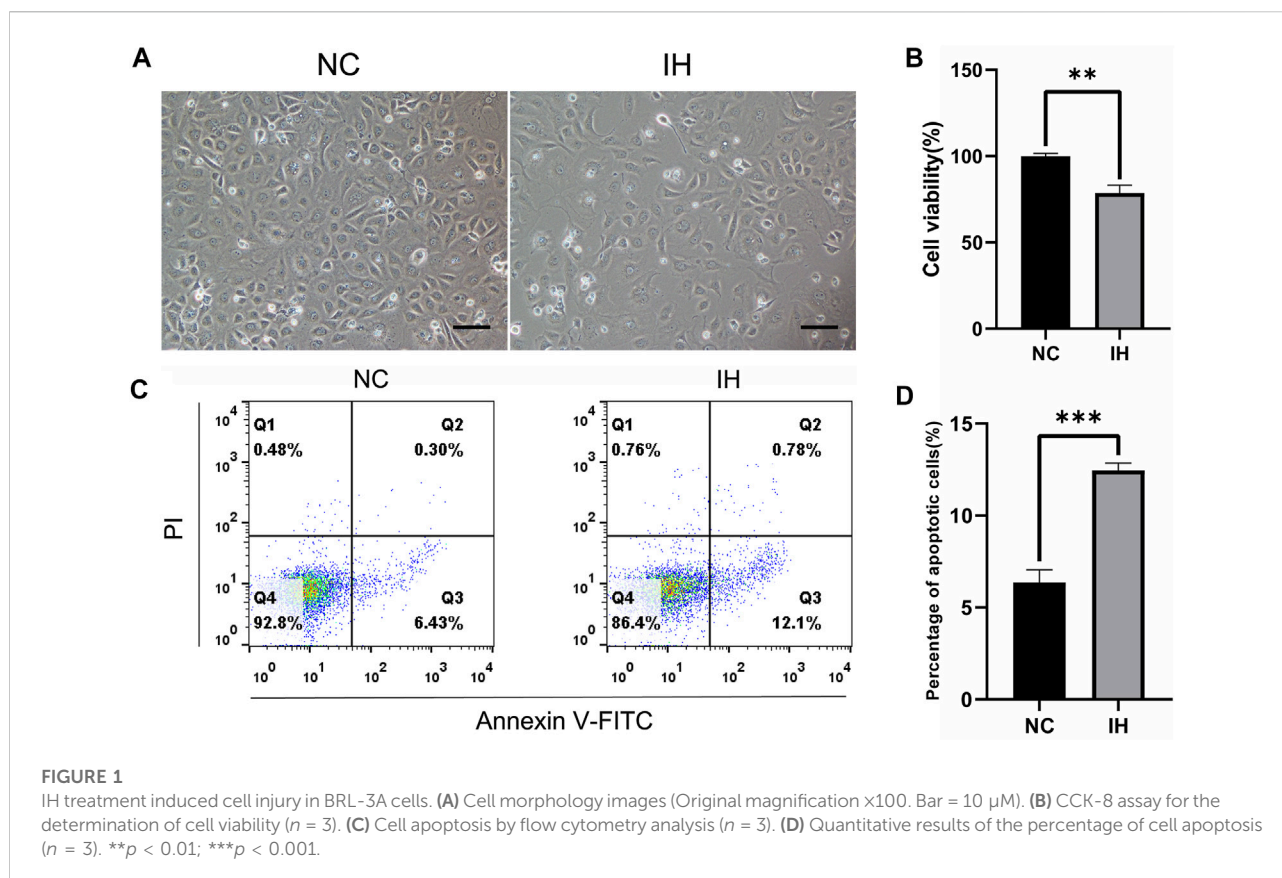 A
NC
IH
B
150
100
50
0
Cell viability(%)
**
NC
IH
C
NC
IH
PI
10^4
10^3
10^2
10^1
10^0
Q1
0.48%
Q2
0.30%
Q4
92.8%
Q3
6.43%
10^0 10^1 10^2 10^3 10^4
10^4
10^3
10^2
10^1
10^0
Q1
0.76%
Q2
0.78%
Q4
86.4%
Q3
12.1%
10^0 10^1 10^2 10^3 10^4
Annexin V-FITC
D
15
10
5
0
Percentage of apoptotic cells(%)
***
NC
IH
FIGURE 1
IH treatment induced cell injury in BRL-3A cells. (A) Cell morphology images (Original magnification ×100. Bar = 10 μM). (B) CCK-8 assay for the
determination of cell viability (n = 3). (C) Cell apoptosis by flow cytometry analysis (n = 3). (D) Quantitative results of the percentage of cell apoptosis
(n = 3). **p < 0.01; ***p < 0.001.